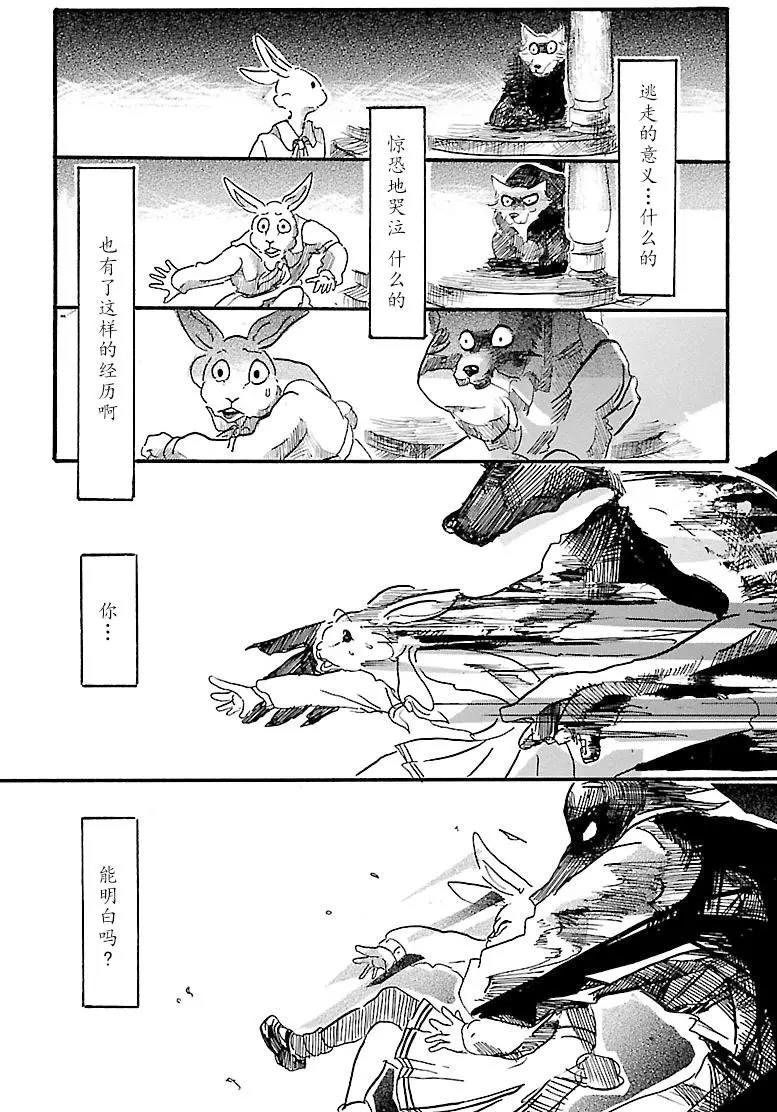 逃走的意义…什么的
惊恐地哭泣 什么的
也有了这样的经历啊
你…
能明白吗？